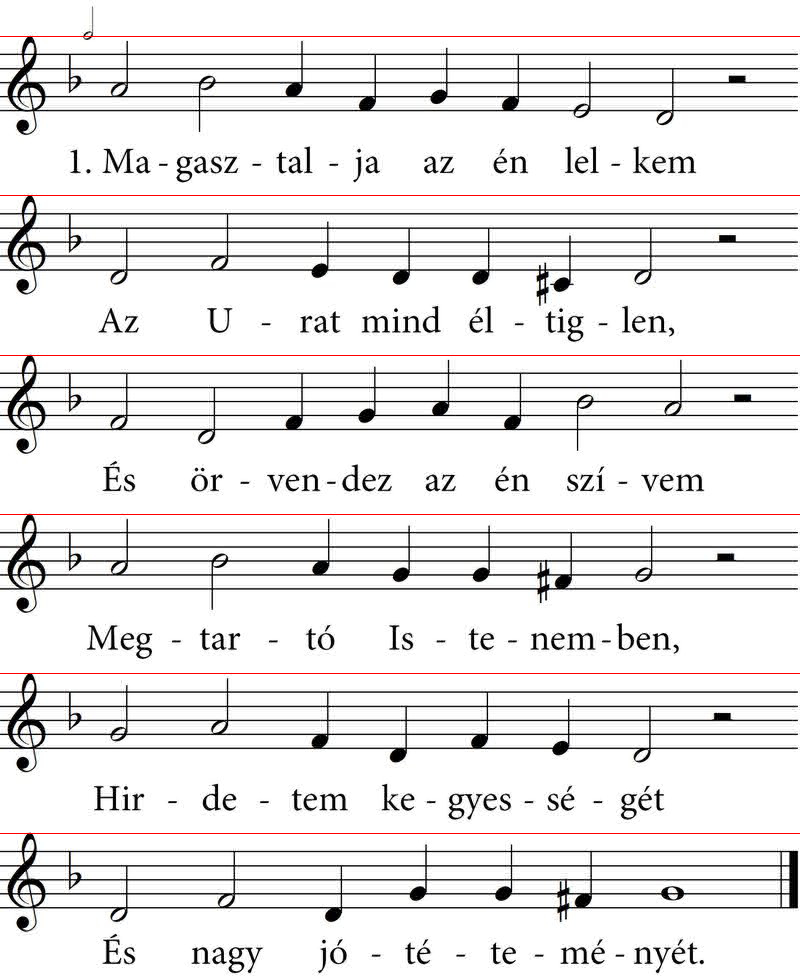 1. Ma - gasz - tal - ja az én lel - kem
Az U - rat mind él - tig - len,
És ör - ven - dez az én szí - vem
Meg - tar - tó Is - te - nem - ben,
Hir - de - tem ke - gyes - sé - gét
És nagy jó - té - te - mé - nyét.